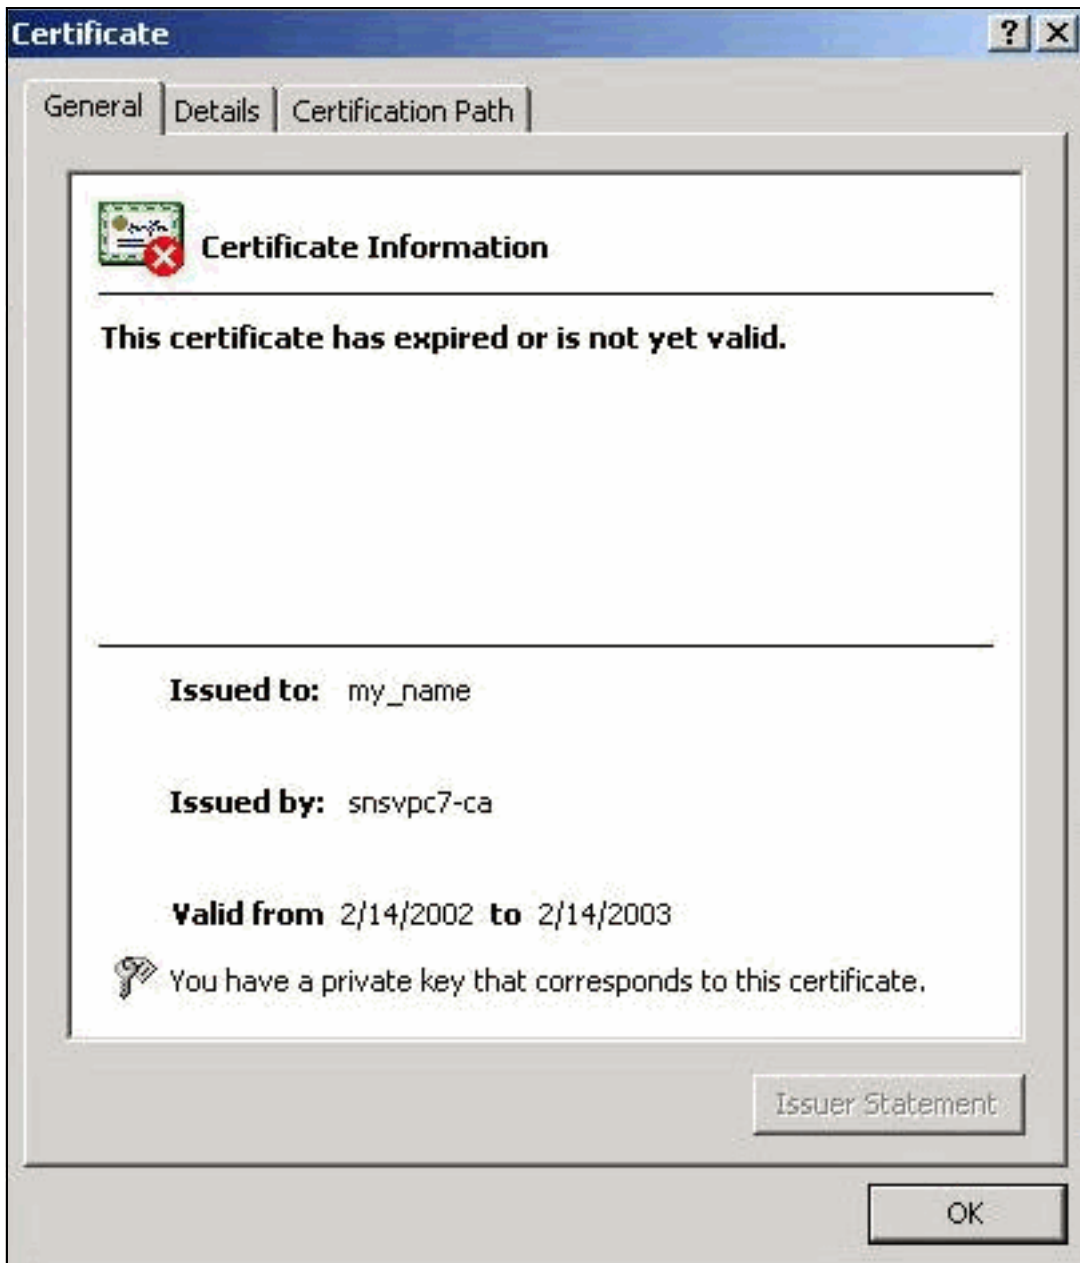 Certificate
General Details Certification Path
Certificate Information
This certificate has expired or is not yet valid.
Issued to: my_name
Issued by: snsvpc7-ca
Valid from 2/14/2002 to 2/14/2003
You have a private key that corresponds to this certificate.
Issuer Statement
OK